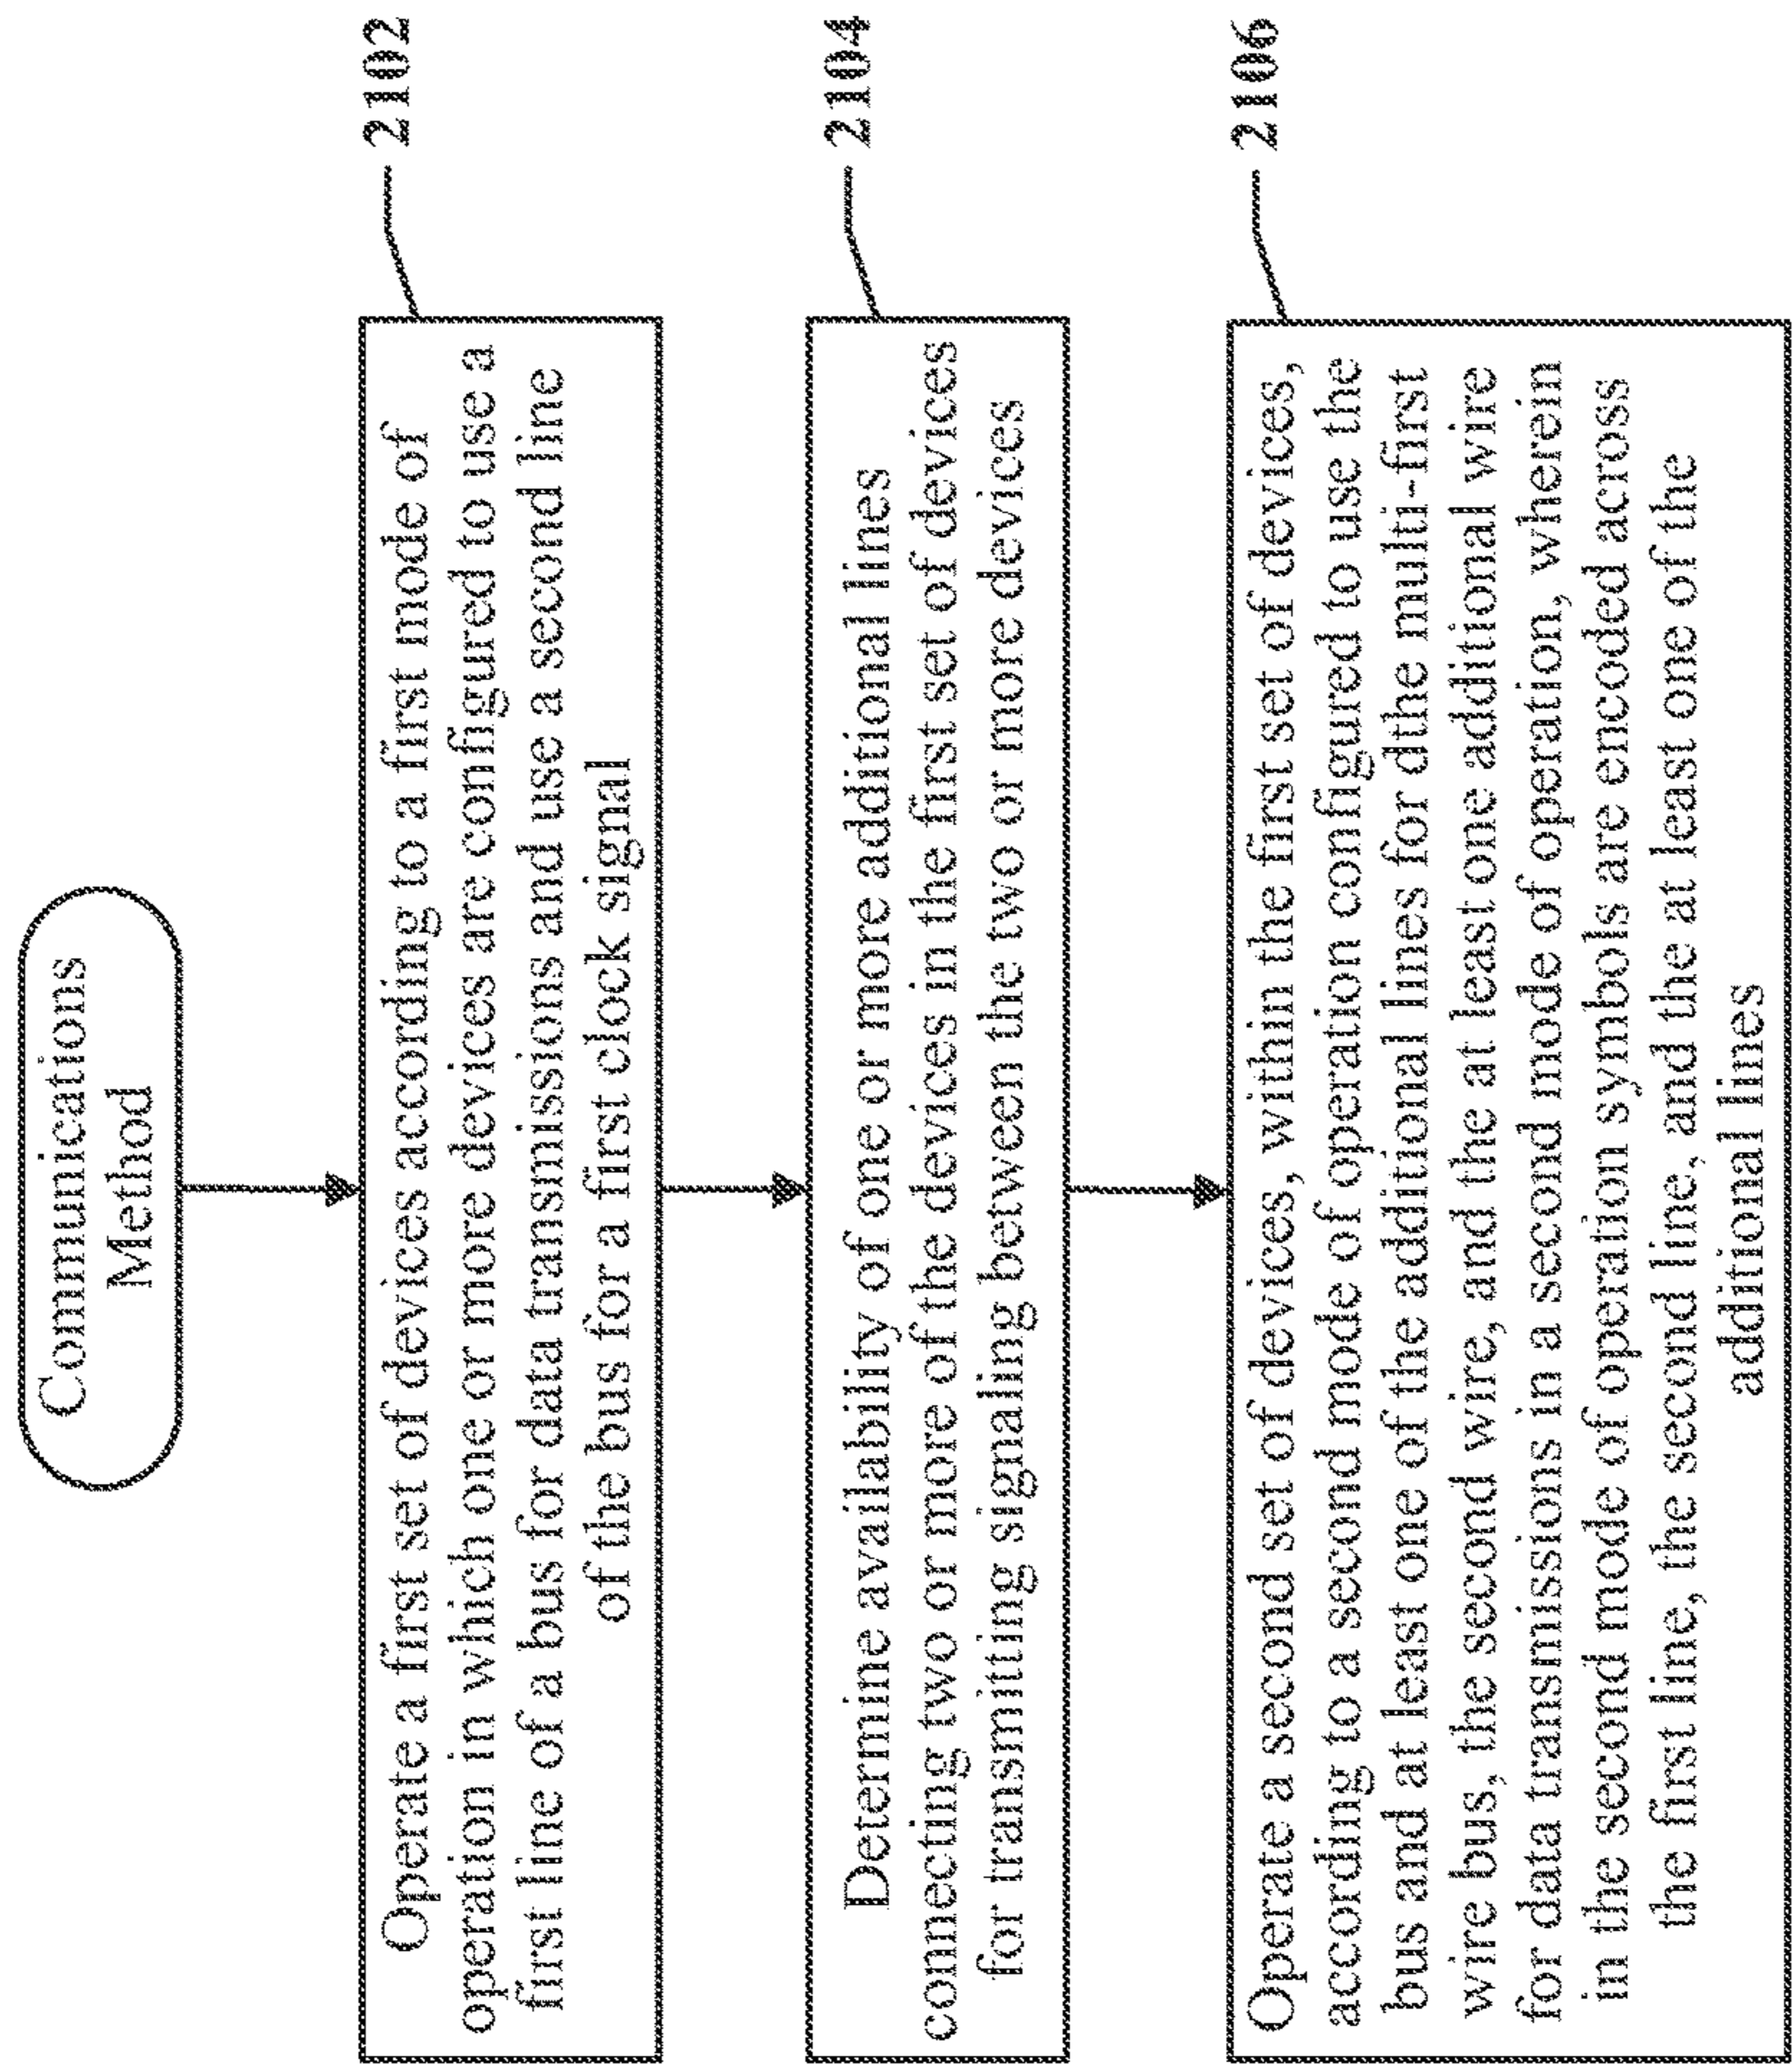 Communications
Method
2102
Operate a first set of devices according to a first mode of
operation in which one or more devices are configured to use a
first line of a bus for data transmissions and use a second line
of the bus for a first clock signal
2104
Determine availability of one or more additional lines
connecting two or more of the devices in the first set of devices
for transmitting signaling between the two or more devices
2106
Operate a second set of devices, within the first set of devices,
according to a second mode of operation configured to use the
bus and at least one of the additional lines for dthe multi-first
wire bus, the second wire, and the at least one additional wire
for data transmissions in a second mode of operation, wherein
in the second mode of operation symbols are encoded across
the first line, the second line, and the at least one of the
additional lines